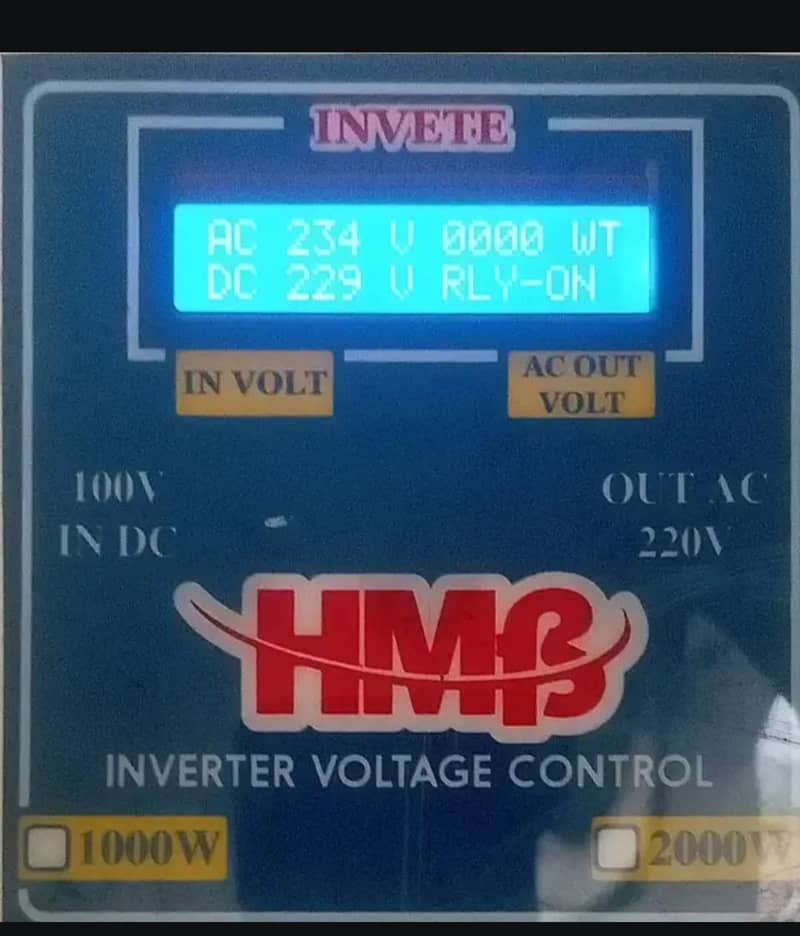 INVETE
AC 234 V 0000 WT
DC 229 V RLY-ON
IN VOLT
AC OUT
VOLT
100V
IN DC
OUT AC
220V
HMB
INVERTER VOLTAGE CONTROL
1000W
2000W